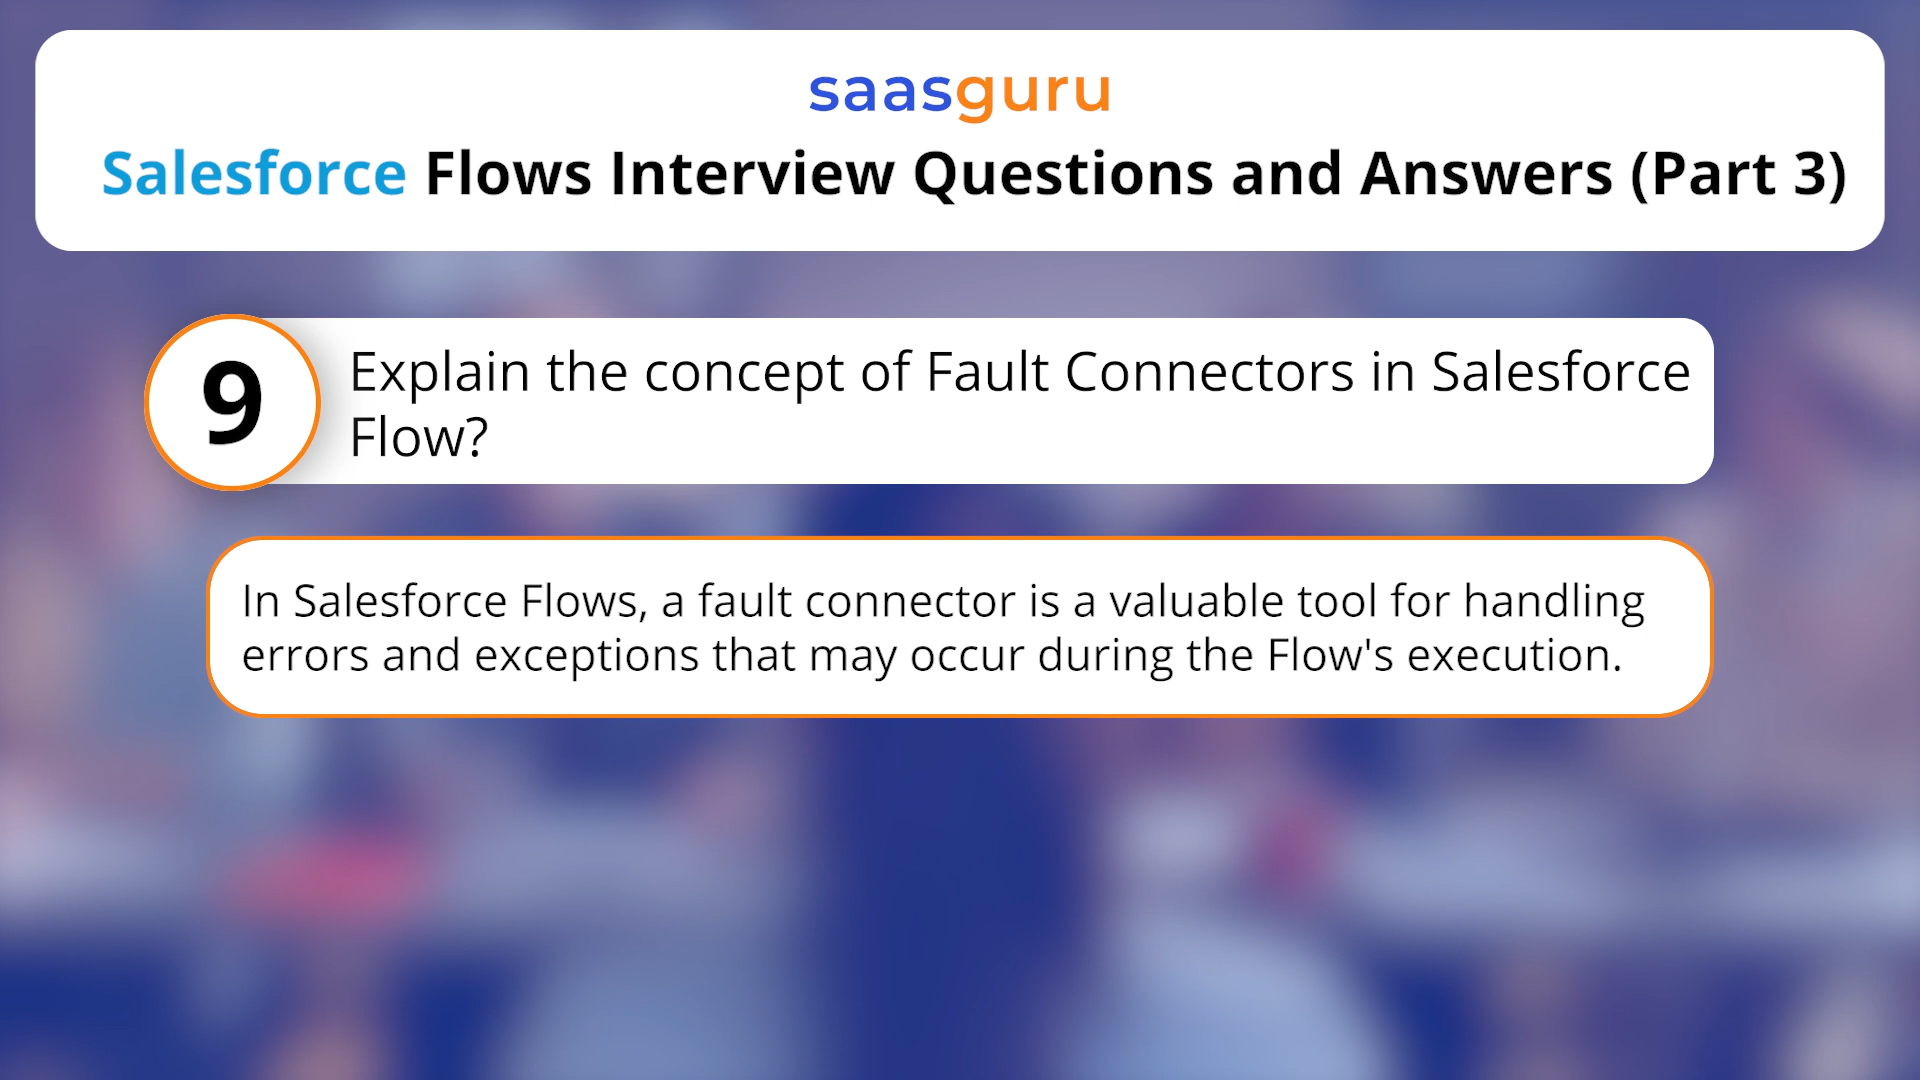 saasguru
Salesforce Flows Interview Questions and Answers (Part 3)
9
Explain the concept of Fault Connectors in Salesforce
Flow?
In Salesforce Flows, a fault connector is a valuable tool for handling
errors and exceptions that may occur during the Flow's execution.